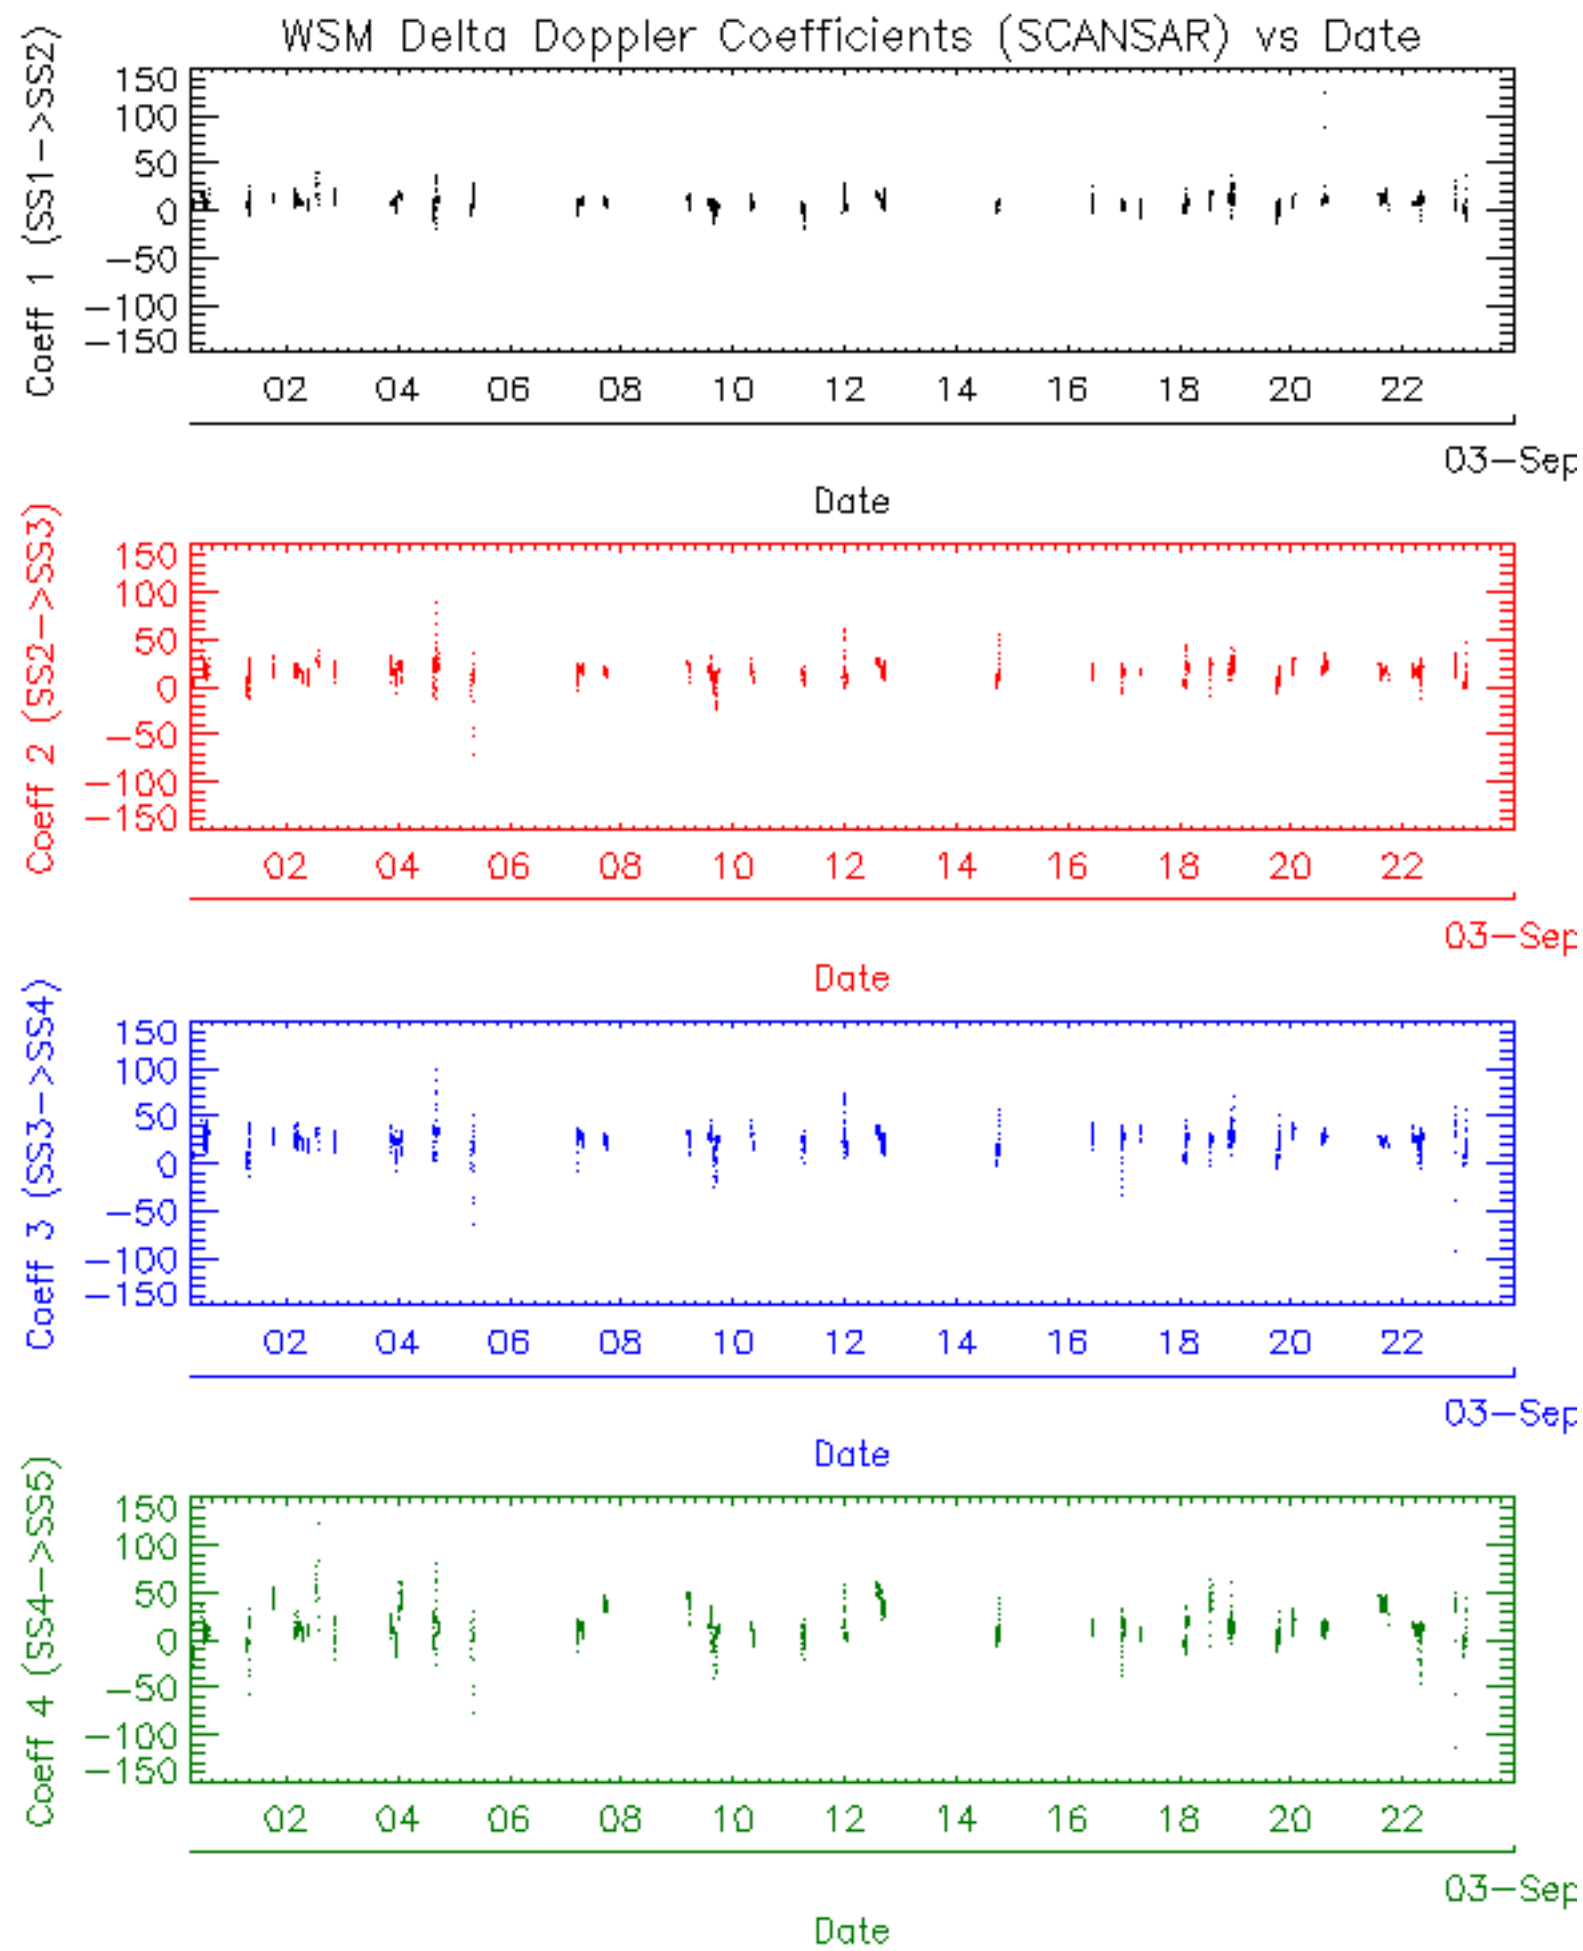 WSM Delta Doppler Coefficients (SCANSAR) vs Date
Coeff 1 (SS1->SS2)
150
100
50
0
-50
-100
-150
02 04 06 08 10 12 14 16 18 20 22
03-Sep
Date
Coeff 2 (SS2->SS3)
150
100
50
0
-50
-100
-150
02 04 06 08 10 12 14 16 18 20 22
03-Sep
Date
Coeff 3 (SS3->SS4)
150
100
50
0
-50
-100
-150
02 04 06 08 10 12 14 16 18 20 22
03-Sep
Date
Coeff 4 (SS4->SS5)
150
100
50
0
-50
-100
-150
02 04 06 08 10 12 14 16 18 20 22
03-Sep
Date